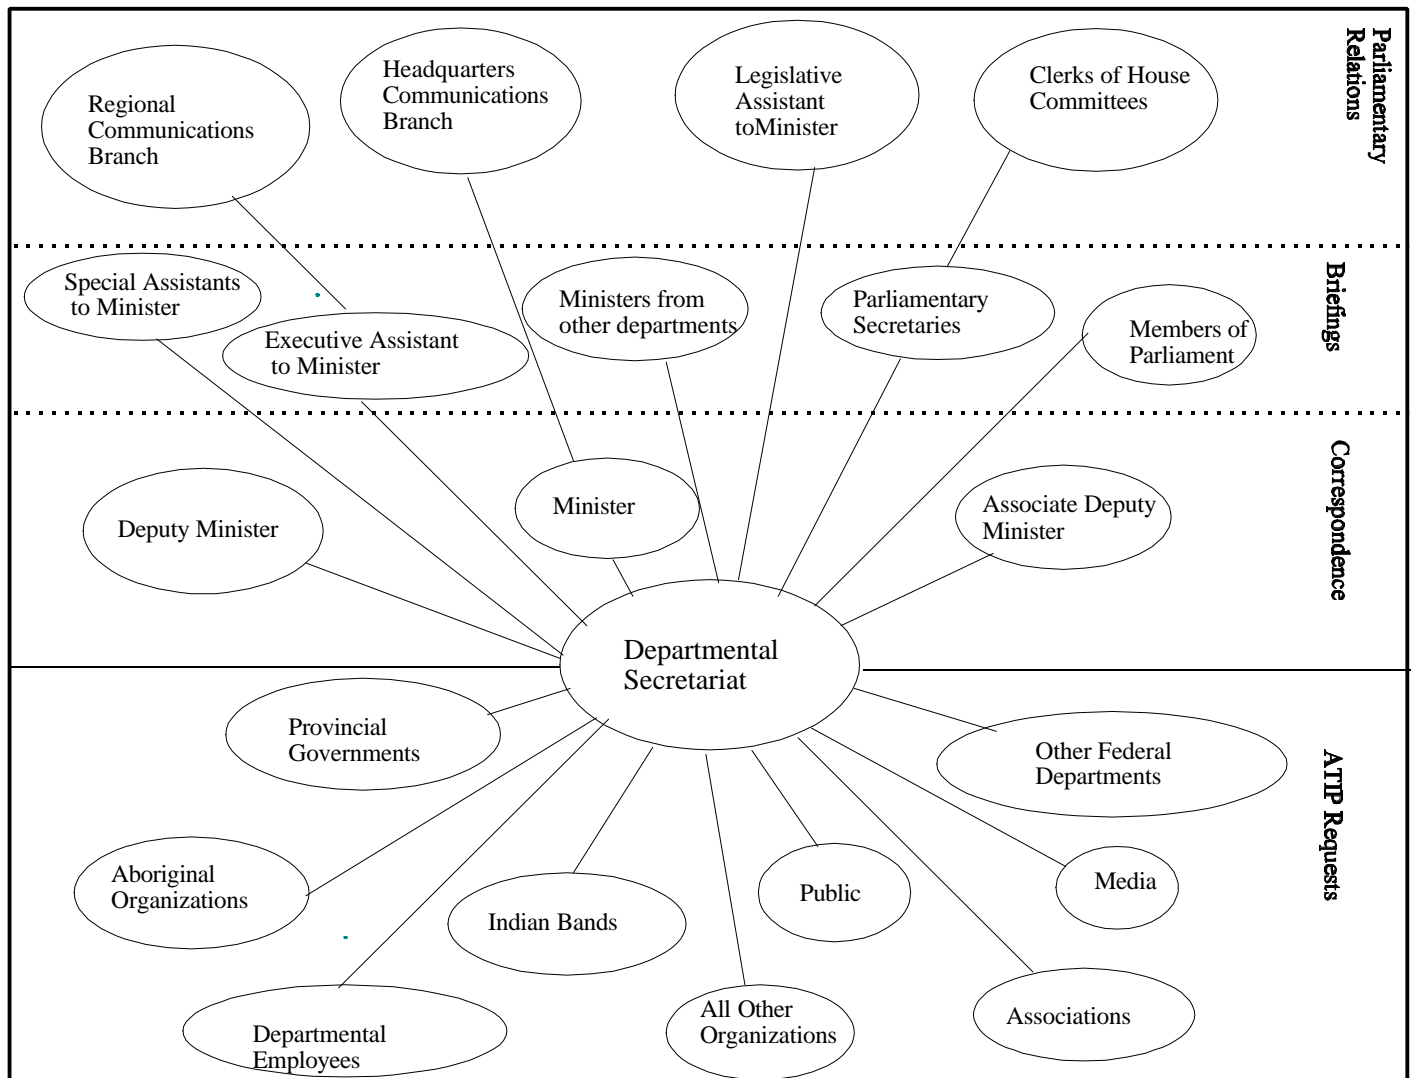 Regional
Communications
Branch
Headquarters
Communications
Branch
Legislative
Assistant
toMinister
Clerks of House
Committees
Parliamentary
Relations
Special Assistants
to Minister
Executive Assistant
to Minister
Ministers from
other departments
Parliamentary
Secretaries
Members of
Parliament
Briefings
Deputy Minister
Minister
Associate Deputy
Minister
Correspondence
Departmental
Secretariat
Provincial
Governments
Other Federal
Departments
ATIP Requests
Aboriginal
Organizations
Indian Bands
Public
Media
Departmental
Employees
All Other
Organizations
Associations